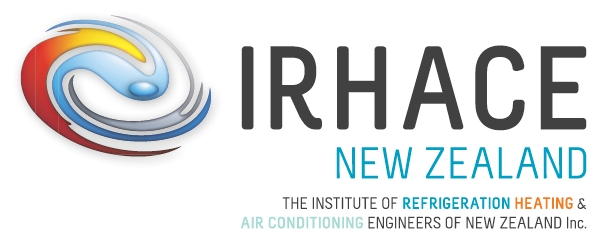 IRHACE
NEW ZEALAND
THE INSTITUTE OF REFRIGERATION HEATING &
AIR CONDITIONING ENGINEERS OF NEW ZEALAND Inc.